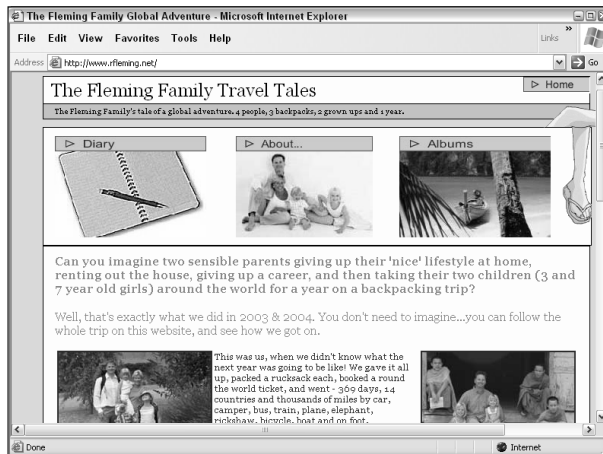 The Fleming Family Global Adventure - Microsoft Internet Explorer
File Edit View Favorites Tools Help
Links »
Address http://www.rfleming.net/ Go
The Fleming Family Travel Tales
Home
The Fleming Family's tale of a global adventure. 4 people, 3 backpacks, 2 grown ups and 1 year.
Diary
About...
Albums
Can you imagine two sensible parents giving up their 'nice' lifestyle at home,
renting out the house, giving up a career, and then taking their two children (3 and
7 year old girls) around the world for a year on a backpacking trip?
Well, that's exactly what we did in 2003 & 2004. You don't need to imagine...you can follow the
whole trip on this website, and see how we got on.
This was us, when we didn't know what the
next year was going to be like! We gave it all
up, packed a rucksack each, booked a round
the world ticket, and went - 369 days, 14
countries and thousands of miles by car,
camper, bus, train, plane, elephant,
rickshaw, bicycle, boat and on foot.
Done
Internet